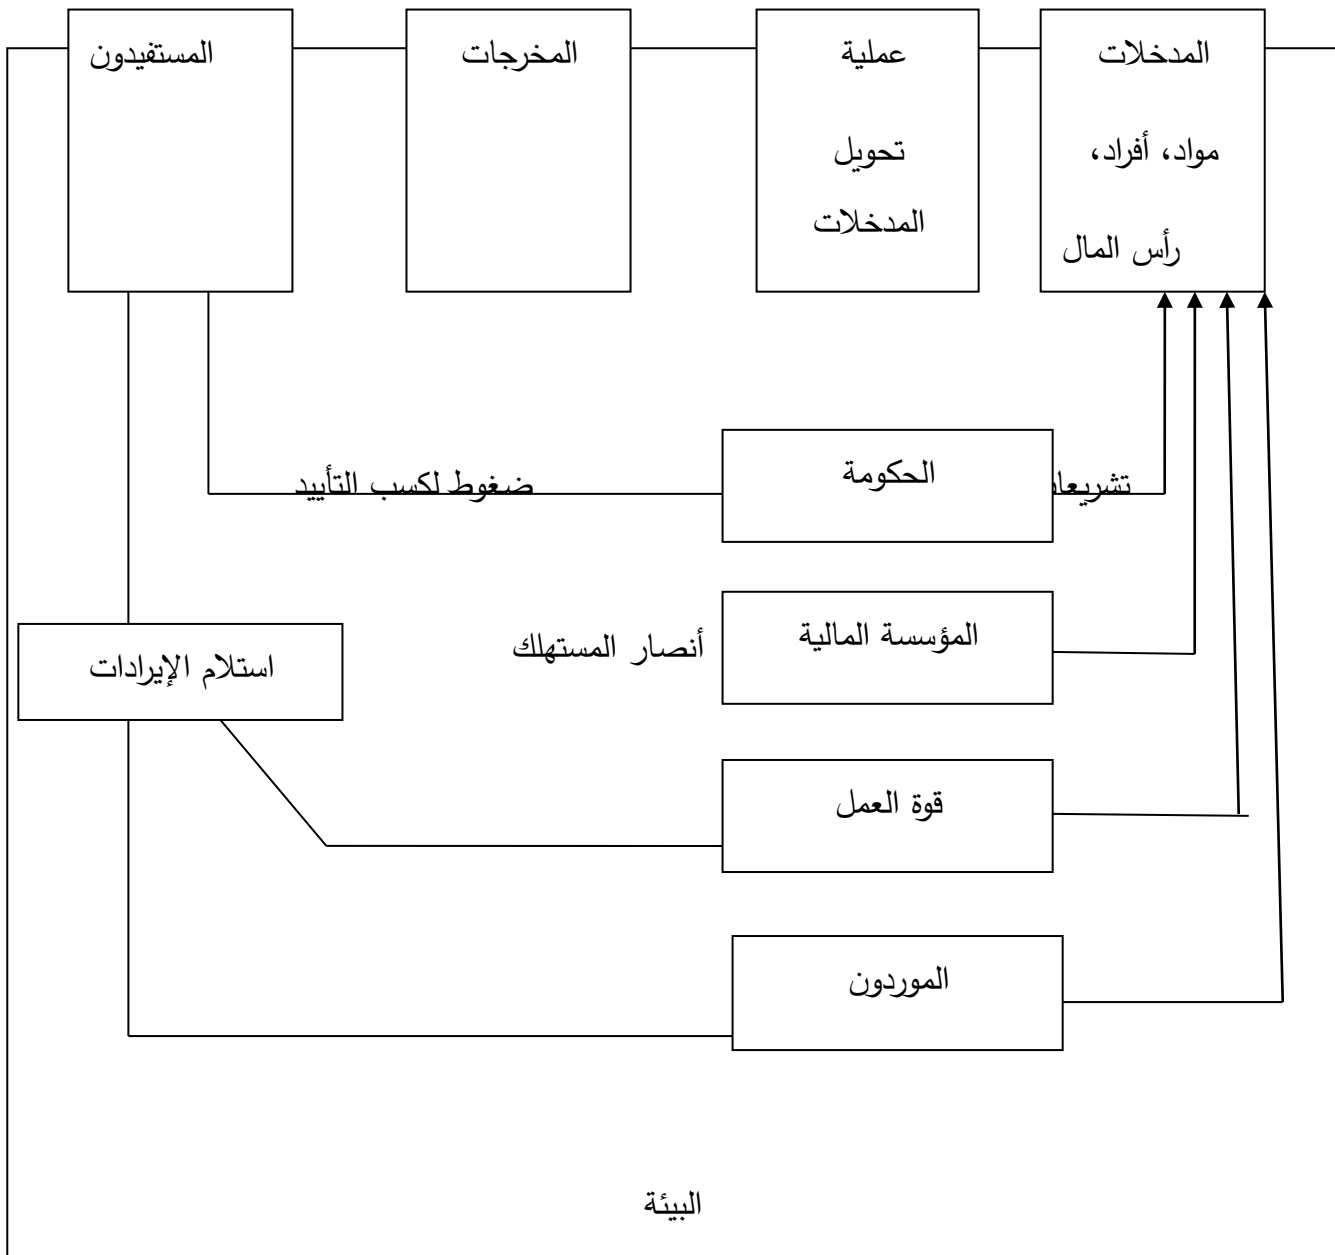 المدخلات
مواد، أفراد،
رأس المال
عملية
تحويل
المدخلات
المخرجات
المستفيدون
الحكومة
ضغوط لكسب التأييد
المؤسسة المالية
أنصار المستهلك
استلام الإيرادات
قوة العمل
الموردون
البيئة